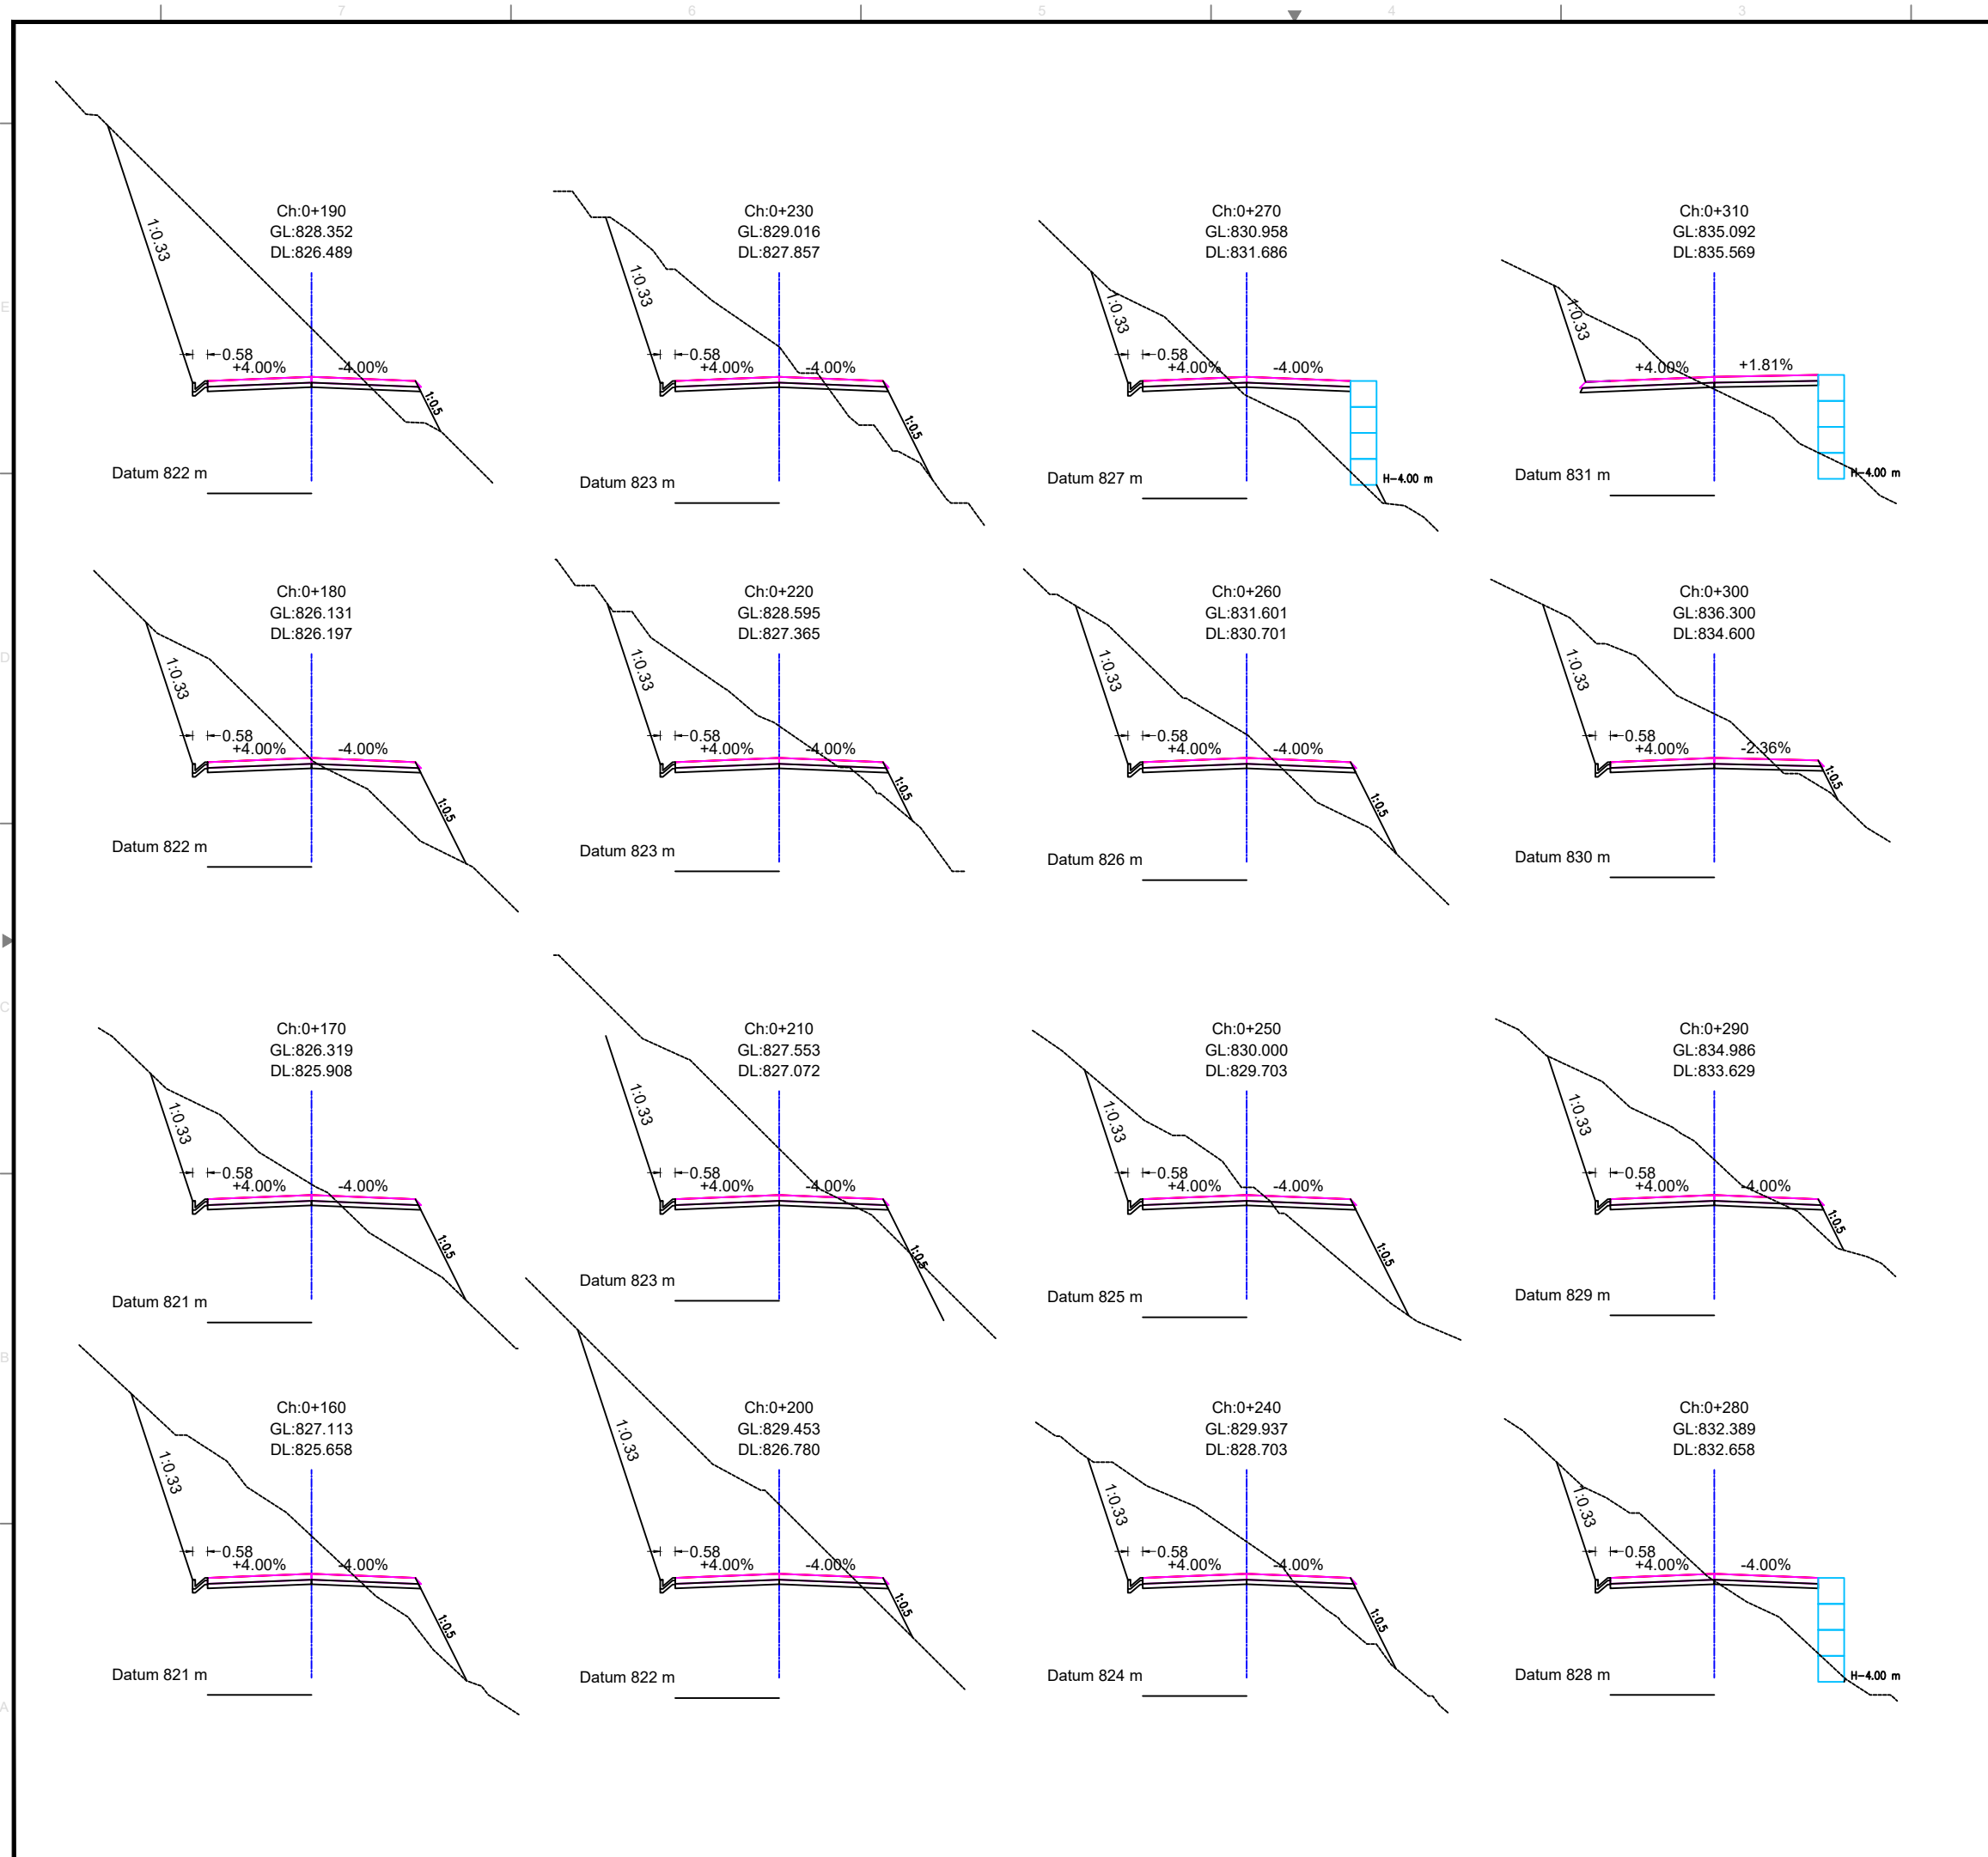 7 6 5 4 3
E
D
C
B
A
Ch:0+190
GL:828.352
DL:826.489
1:0.33
0.58
+4.00% -4.00%
1:0.5
Datum 822 m
Ch:0+230
GL:829.016
DL:827.857
1:0.33
0.58
+4.00% -4.00%
1:0.5
Datum 823 m
Ch:0+270
GL:830.958
DL:831.686
1:0.33
0.58
+4.00% -4.00%
H-4.00 m
Datum 827 m
Ch:0+310
GL:835.092
DL:835.569
1:0.33
+4.00% +1.81%
H-4.00 m
Datum 831 m
Ch:0+180
GL:826.131
DL:826.197
1:0.33
0.58
+4.00% -4.00%
1:0.5
Datum 822 m
Ch:0+220
GL:828.595
DL:827.365
1:0.33
0.58
+4.00% -4.00%
1:0.5
Datum 823 m
Ch:0+260
GL:831.601
DL:830.701
1:0.33
0.58
+4.00% -4.00%
1:0.5
Datum 826 m
Ch:0+300
GL:836.300
DL:834.600
1:0.33
0.58
+4.00% -2.36%
1:0.5
Datum 830 m
Ch:0+170
GL:826.319
DL:825.908
1:0.33
0.58
+4.00% -4.00%
1:0.5
Datum 821 m
Ch:0+210
GL:827.553
DL:827.072
1:0.33
0.58
+4.00% -4.00%
1:0.5
Datum 823 m
Ch:0+250
GL:830.000
DL:829.703
1:0.33
0.58
+4.00% -4.00%
1:0.5
Datum 825 m
Ch:0+290
GL:834.986
DL:833.629
1:0.33
0.58
+4.00% -4.00%
1:0.5
Datum 829 m
Ch:0+160
GL:827.113
DL:825.658
1:0.33
0.58
+4.00% -4.00%
1:0.5
Datum 821 m
Ch:0+200
GL:829.453
DL:826.780
1:0.33
0.58
+4.00% -4.00%
1:0.5
Datum 822 m
Ch:0+240
GL:829.937
DL:828.703
1:0.33
0.58
+4.00% -4.00%
1:0.5
Datum 824 m
Ch:0+280
GL:832.389
DL:832.658
1:0.33
0.58
+4.00% -4.00%
H-4.00 m
Datum 828 m